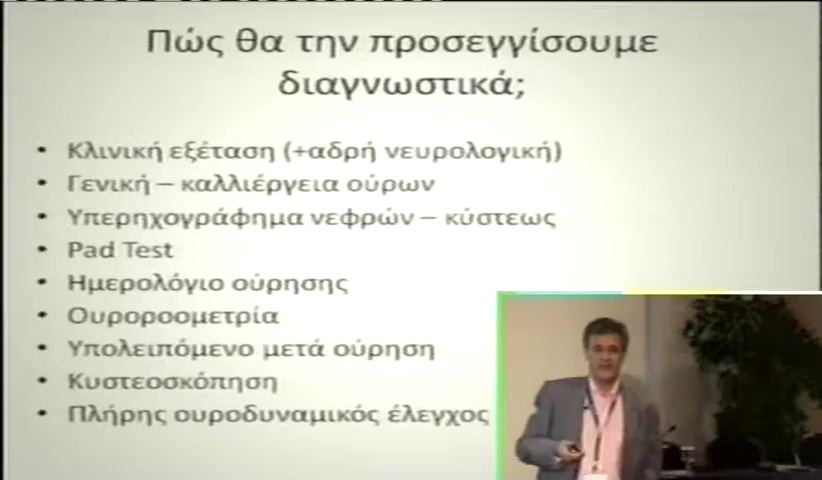 Πώς θα την προσεγγίσουμε
διαγνωστικά;
• Κλινική εξέταση (+αδρή νευρολογική)
• Γενική – καλλιέργεια ούρων
• Υπερηχογράφημα νεφρών – κύστεως
• Pad Test
• Ημερολόγιο ούρησης
• Ουροροομετρία
• Υπολειπόμενο μετά ούρηση
• Κυστεοσκόπηση
• Πλήρης ουροδυναμικός έλεγχος